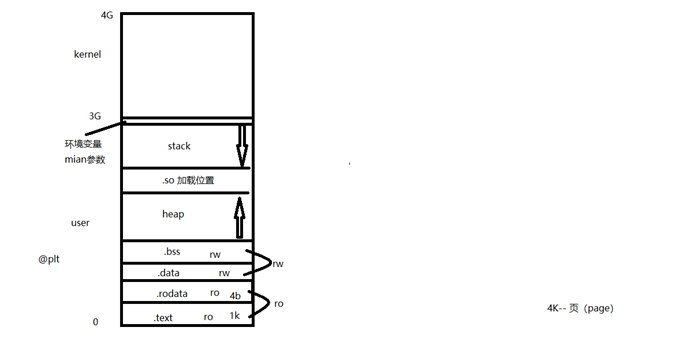 4G
kernel
3G
环境变量
mian参数
stack
.so 加载位置
heap
user
.bss rw
@plt
rw
.data rw
.rodata ro 4b
ro
.text ro 1k
0
4K-- 页（page）